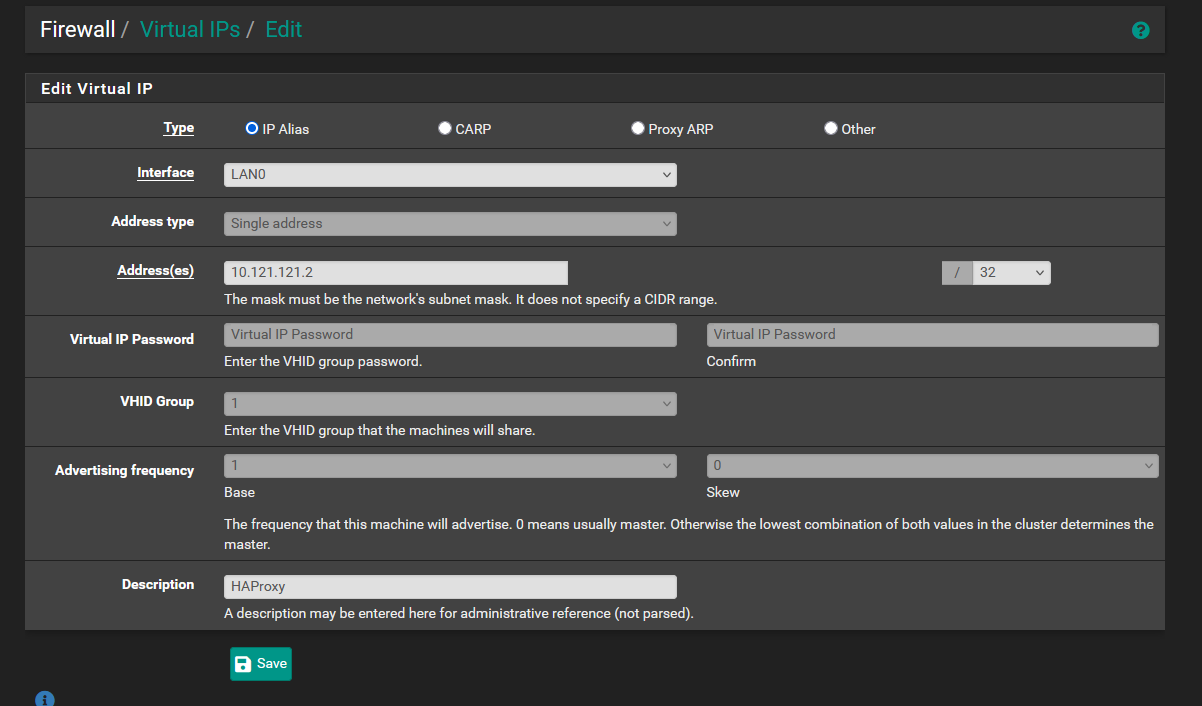 Firewall / Virtual IPs / Edit
?
Edit Virtual IP
Type IP Alias CARP Proxy ARP Other
Interface LAN0
Address type Single address
Address(es) 10.121.121.2 / 32
The mask must be the network's subnet mask. It does not specify a CIDR range.
Virtual IP Password Virtual IP Password Virtual IP Password
Enter the VHID group password. Confirm
VHID Group 1
Enter the VHID group that the machines will share.
Advertising frequency 1 0
Base Skew
The frequency that this machine will advertise. 0 means usually master. Otherwise the lowest combination of both values in the cluster determines the
master.
Description HAProxy
A description may be entered here for administrative reference (not parsed).
Save
i